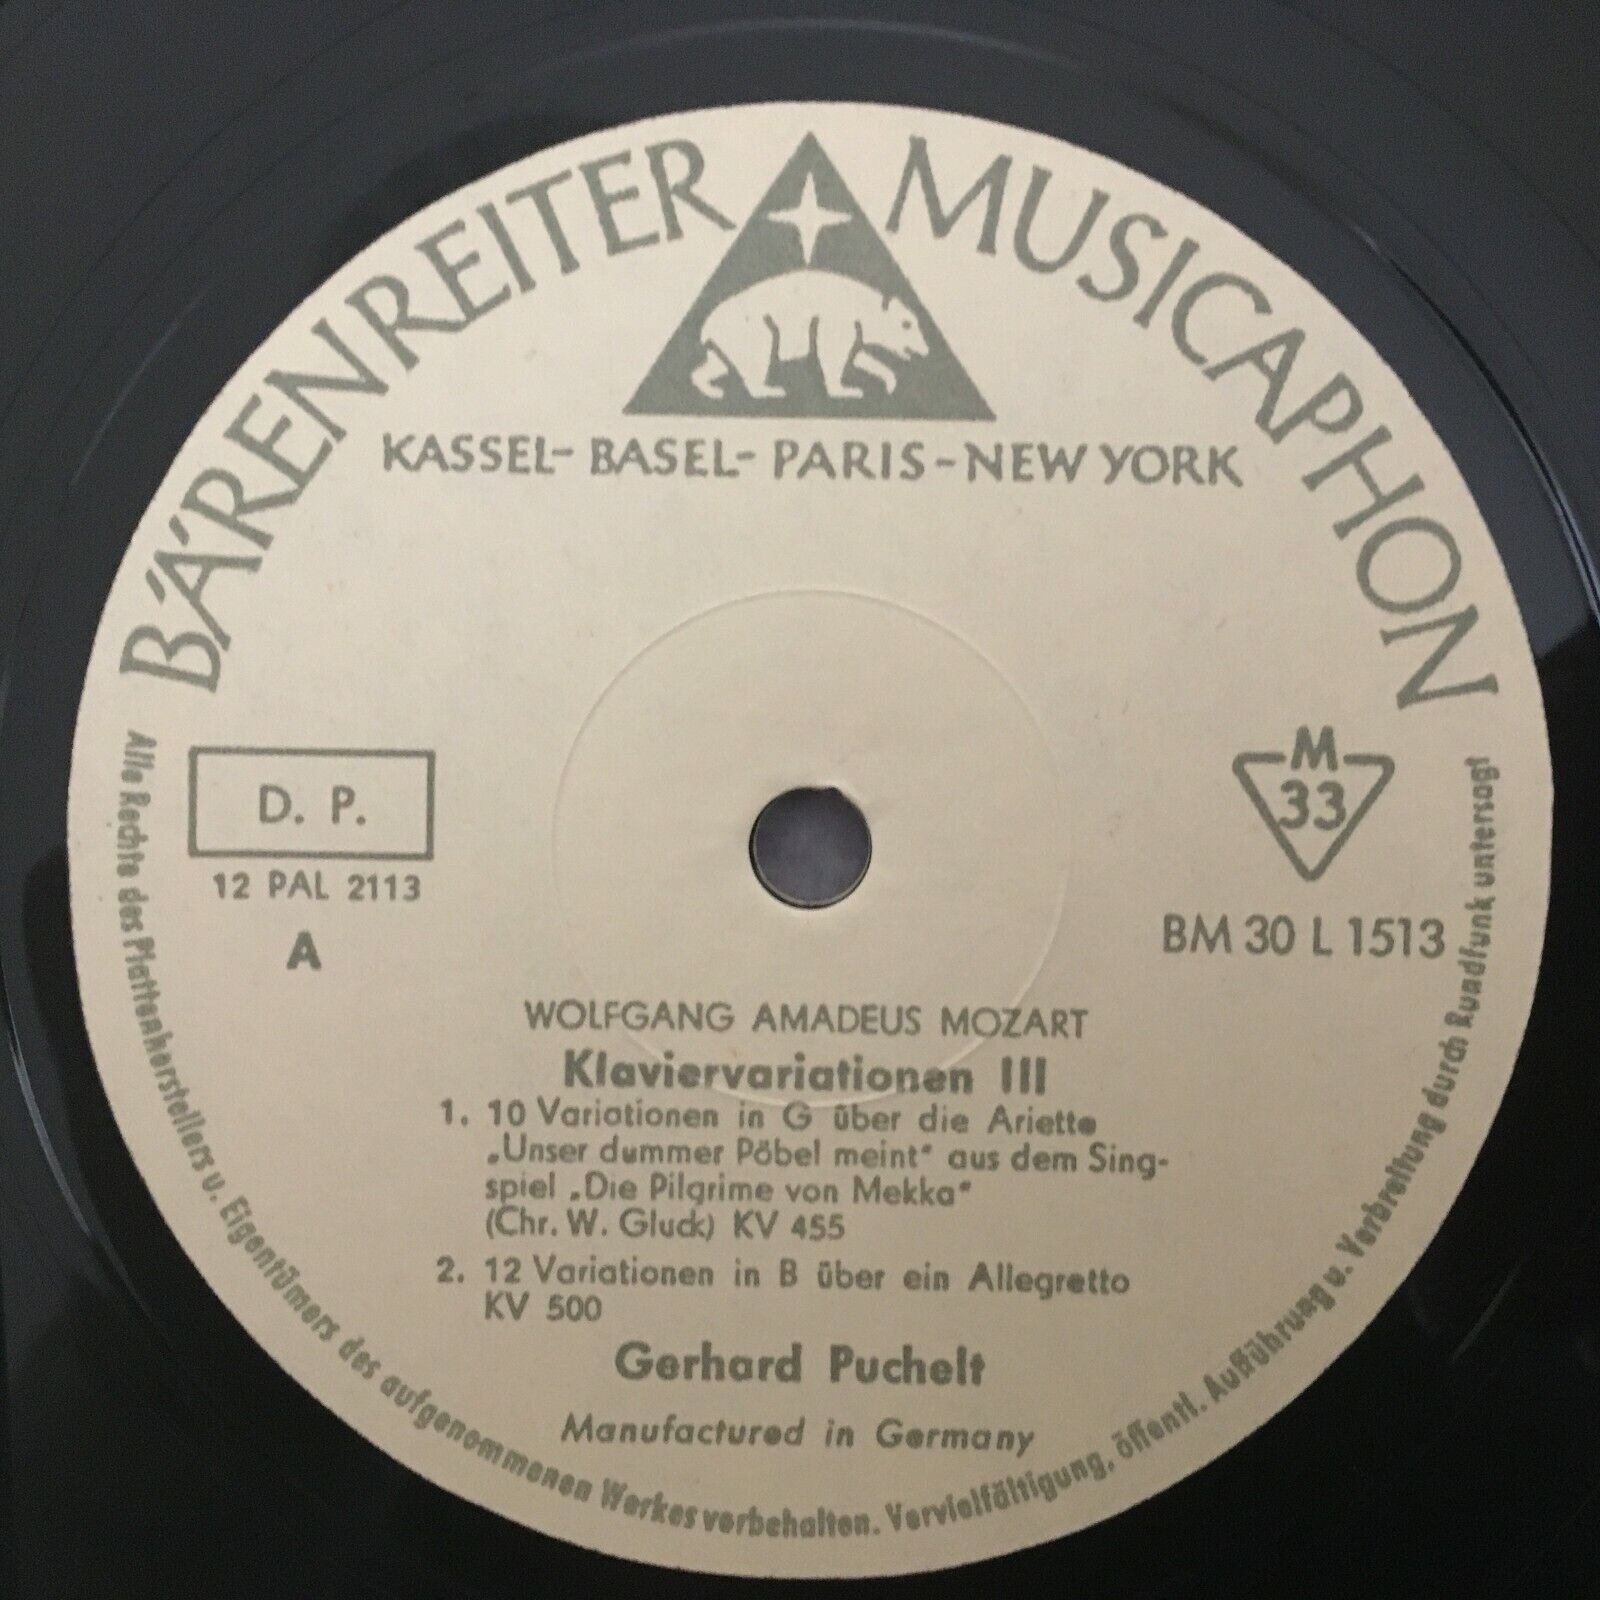 BÄRENREITER MUSICAPHON
KASSEL- BASEL- PARIS-NEW YORK
D. P.
12 PAL 2113
A
M
33
BM 30 L 1513
WOLFGANG AMADEUS MOZART
Klaviervariationen III
1. 10 Variationen in G über die Ariette
„Unser dummer Pöbel meint" aus dem Sing-
spiel „Die Pilgrime von Mekka"
(Chr. W. Gluck) KV 455
2. 12 Variationen in B über ein Allegretto
KV 500
Gerhard Puchelt
Manufactured in Germany
Alle Rechte des Plattenherstellers u. Eigentümers des aufgenommenen Werkes vorbehalten. Vervielfältigung, öffentl. Aufführung u. Verbreitung durch Rundfunk untersagt